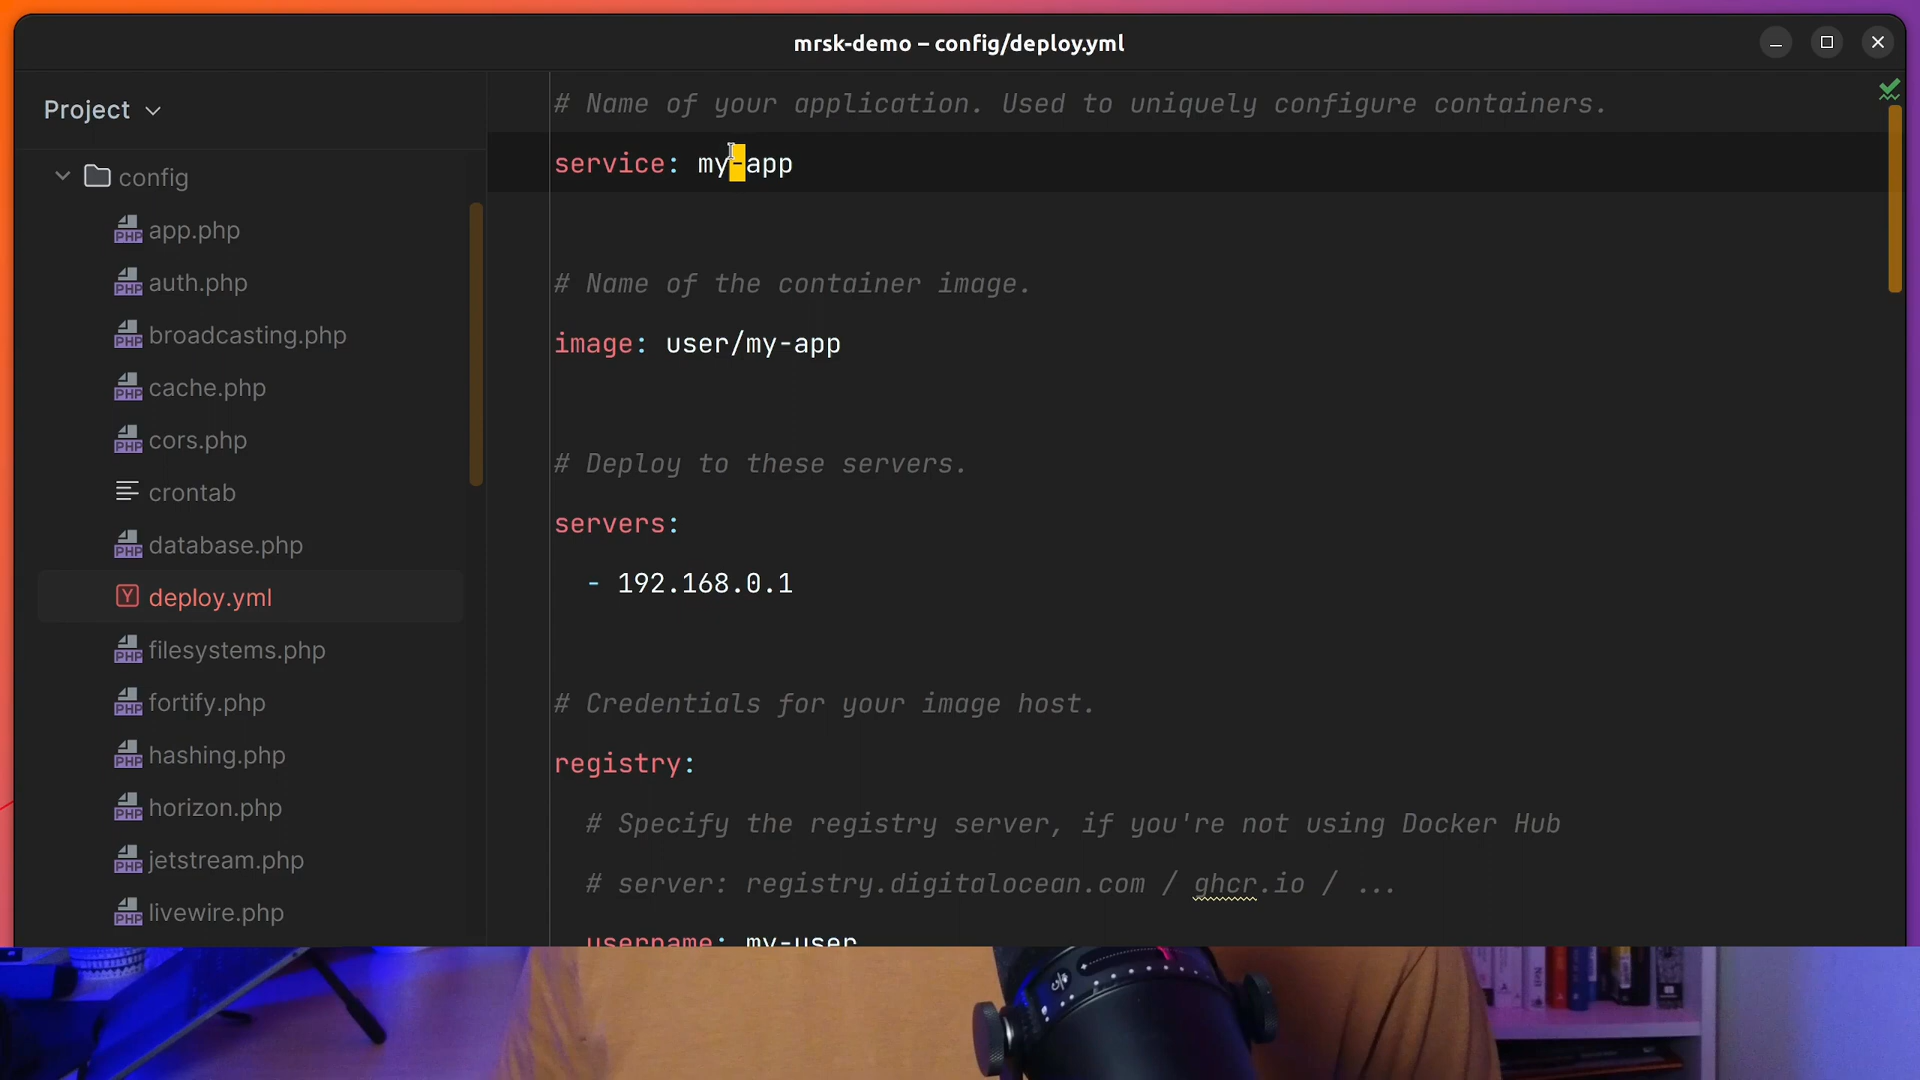 mrsk-demo – config/deploy.yml
Project
config
app.php
auth.php
broadcasting.php
cache.php
cors.php
crontab
database.php
deploy.yml
filesystems.php
fortify.php
hashing.php
horizon.php
jetstream.php
livewire.php
# Name of your application. Used to uniquely configure containers.
service: my-app
# Name of the container image.
image: user/my-app
# Deploy to these servers.
servers:
- 192.168.0.1
# Credentials for your image host.
registry:
# Specify the registry server, if you're not using Docker Hub
# server: registry.digitalocean.com / ghcr.io / ...
username: my-user